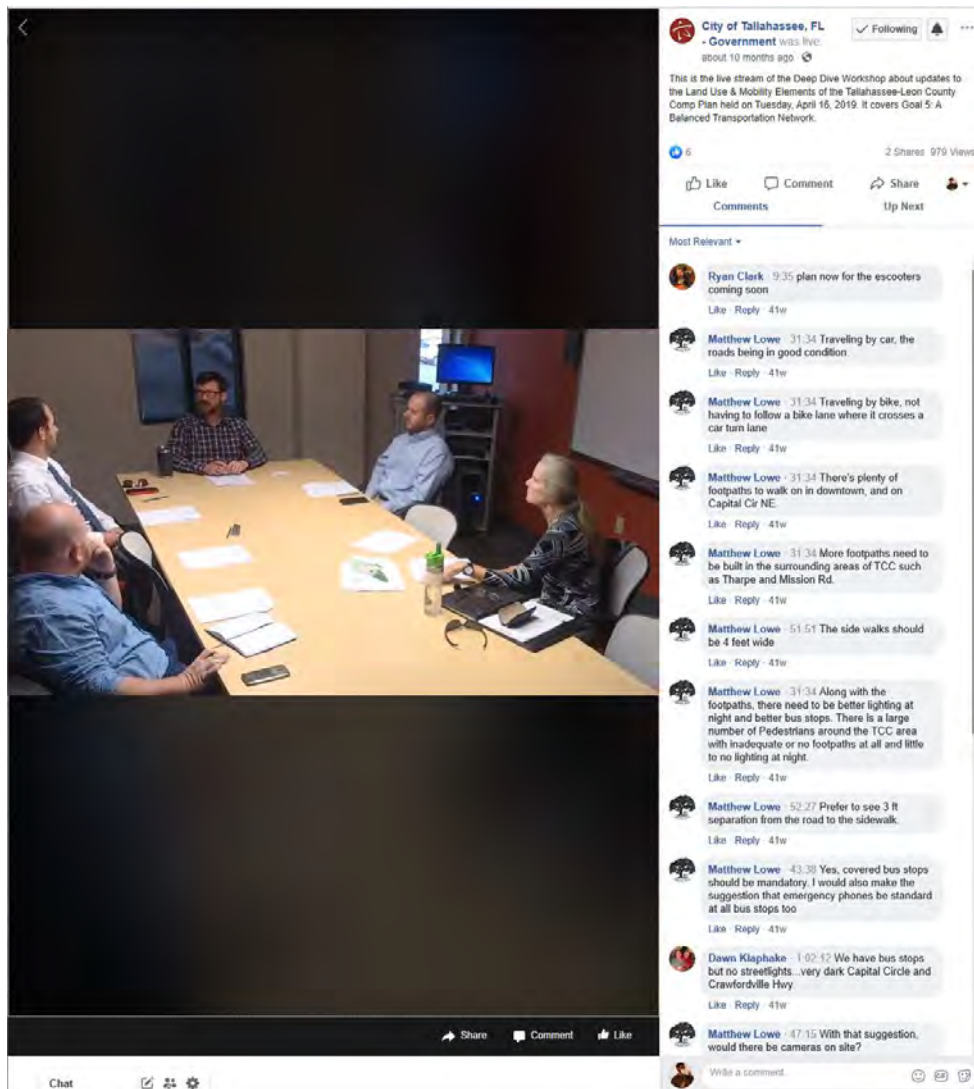 City of Tallahassee, FL
- Government was live.
about 10 months ago
Following
This is the live stream of the Deep Dive Workshop about updates to
the Land Use & Mobility Elements of the Tallahassee-Leon County
Comp Plan held on Tuesday, April 16, 2019. It covers Goal 5: A
Balanced Transportation Network.
6
2 Shares 979 Views
Like Comment Share
Comments Up Next
Most Relevant
Ryan Clark · 9:35 plan now for the escooters
coming soon
Like · Reply · 41w
Matthew Lowe · 31:34 Traveling by car, the
roads being in good condition
Like · Reply · 41w
Matthew Lowe · 31:34 Traveling by bike, not
having to follow a bike lane where it crosses a
car turn lane
Like · Reply · 41w
Matthew Lowe · 31:34 There's plenty of
footpaths to walk on in downtown, and on
Capital Cir NE.
Like · Reply · 41w
Matthew Lowe · 31:34 More footpaths need to
be built in the surrounding areas of TCC such
as Tharpe and Mission Rd.
Like · Reply · 41w
Matthew Lowe · 51:51 The side walks should
be 4 feet wide
Like · Reply · 41w
Matthew Lowe · 31:34 Along with the
footpaths, there need to be better lighting at
night and better bus stops. There is a large
number of Pedestrians around the TCC area
with inadequate or no footpaths at all and little
to no lighting at night.
Like · Reply · 41w
Matthew Lowe · 52:27 Prefer to see 3 ft
separation from the road to the sidewalk.
Like · Reply · 41w
Matthew Lowe · 43:38 Yes, covered bus stops
should be mandatory. I would also make the
suggestion that emergency phones be standard
at all bus stops too
Like · Reply · 41w
Dawn Klaphake · 1:02:12 We have bus stops
but no streetlights...very dark Capital Circle and
Crawfordville Hwy
Like · Reply · 41w
Matthew Lowe · 47:15 With that suggestion,
would there be cameras on site?
Write a comment...
GIF
Share Comment Like
Chat